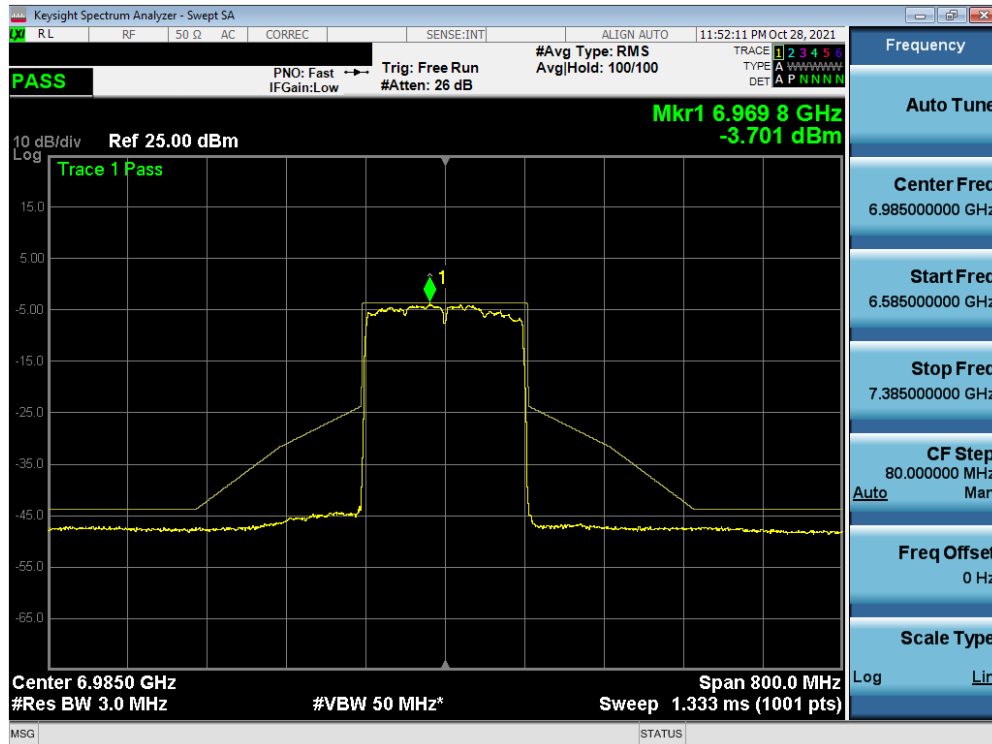 Keysight Spectrum Analyzer - Swept SA
LXI RL RF 50 Ω AC CORREC SENSE:INT ALIGN AUTO 11:52:11 PM Oct 28, 2021
PASS
PNO: Fast
IFGain:Low
Trig: Free Run
#Atten: 26 dB
#Avg Type: RMS
Avg|Hold: 100/100
TRACE 1 2 3 4 5 6
TYPE A WWWWW
DET A P N N N N
Mkr1 6.969 8 GHz
-3.701 dBm
10 dB/div Ref 25.00 dBm
Log
Trace 1 Pass
15.0
5.00
-5.00
-15.0
-25.0
-35.0
-45.0
-55.0
-65.0
1
Center 6.9850 GHz Span 800.0 MHz
#Res BW 3.0 MHz #VBW 50 MHz* Sweep 1.333 ms (1001 pts)
MSG STATUS
Frequency
Auto Tune
Center Freq
6.985000000 GHz
Start Freq
6.585000000 GHz
Stop Freq
7.385000000 GHz
CF Step
80.000000 MHz
Auto Man
Freq Offset
0 Hz
Scale Type
Log Lin